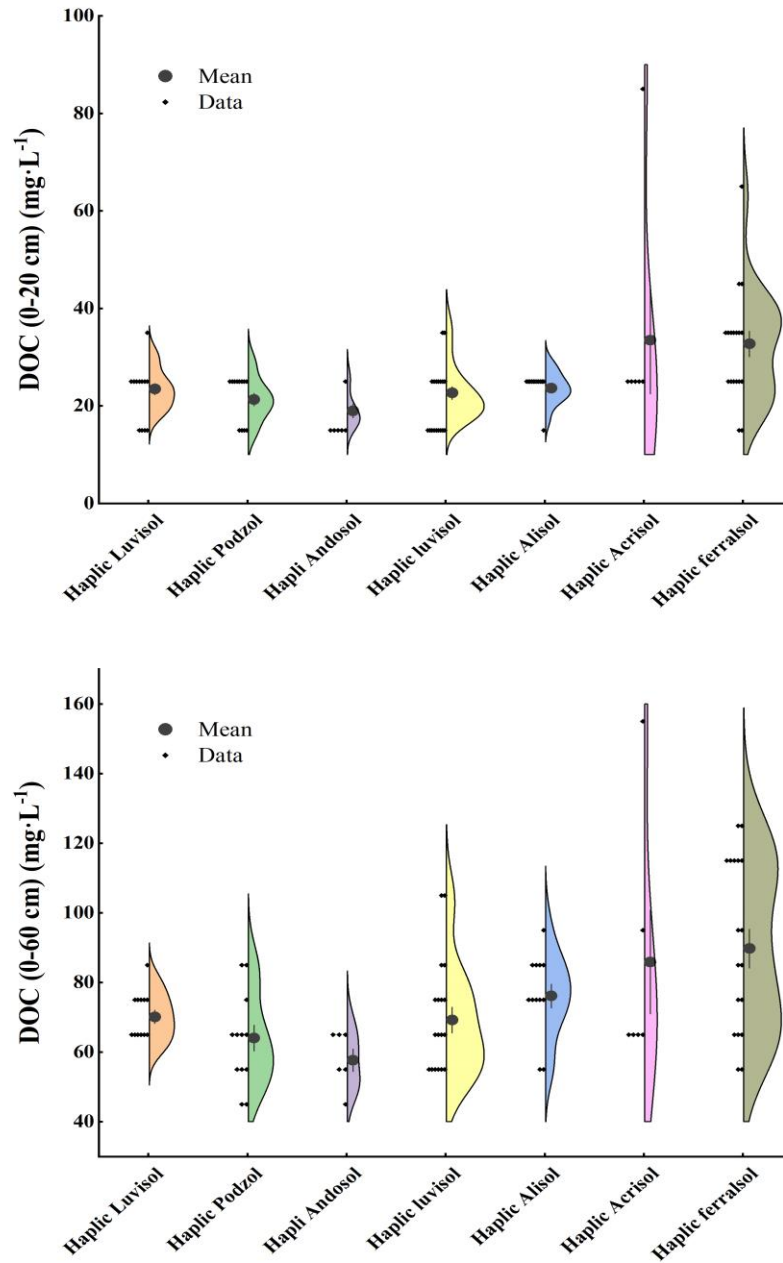 100
Mean
Data
80
60
40
20
0
DOC (0-20 cm) (mg·L⁻¹)
Haplic Luvisol
Haplic Podzol
Hapli Andosol
Haplic luvisol
Haplic Alisol
Haplic Acrisol
Haplic ferralsol
160
Mean
Data
140
120
100
80
60
40
DOC (0-60 cm) (mg·L⁻¹)
Haplic Luvisol
Haplic Podzol
Hapli Andosol
Haplic luvisol
Haplic Alisol
Haplic Acrisol
Haplic ferralsol